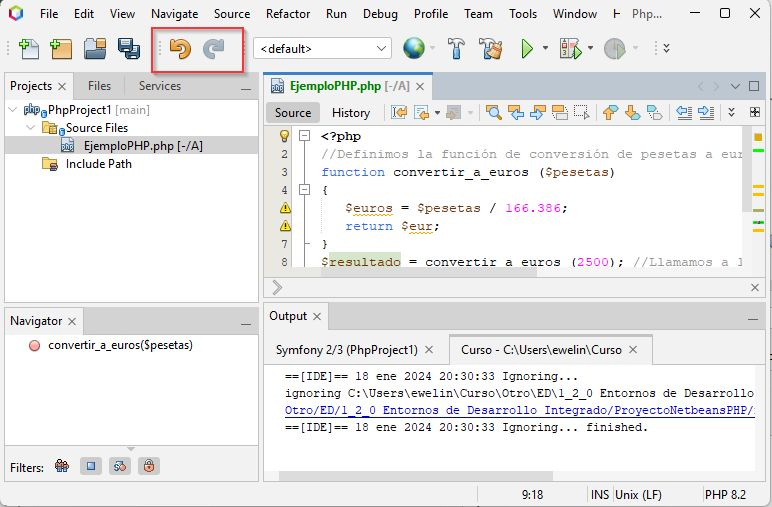 File Edit View Navigate Source Refactor Run Debug Profile Team Tools Window H Php...
<default>
Projects Files Services
PhpProject1 [main]
Source Files
EjemploPHP.php [-/A]
Include Path
EjemploPHP.php [-/A]
Source History
1 <?php
2 //Definimos la función de conversión de pesetas a eur
3 function convertir_a_euros ($pesetas)
4 {
$euros = $pesetas / 166.386;
return $eur;
7 }
8 $resultado = convertir a euros (2500); //Llamamos a l
Navigator
convertir_a_euros($pesetas)
Filters:
Output
Symfony 2/3 (PhpProject1) Curso - C:\Users\ewelin\Curso
==[IDE]== 18 ene 2024 20:30:33 Ignoring...
ignoring C:\Users\ewelin\Curso\Otro\ED\1_2_0 Entornos de Desarrollo
Otro/ED/1_2_0 Entornos de Desarrollo Integrado/ProyectoNetbeansPHP/
==[IDE]== 18 ene 2024 20:30:33 Ignoring... finished.
9:18 INS Unix (LF) PHP 8.2